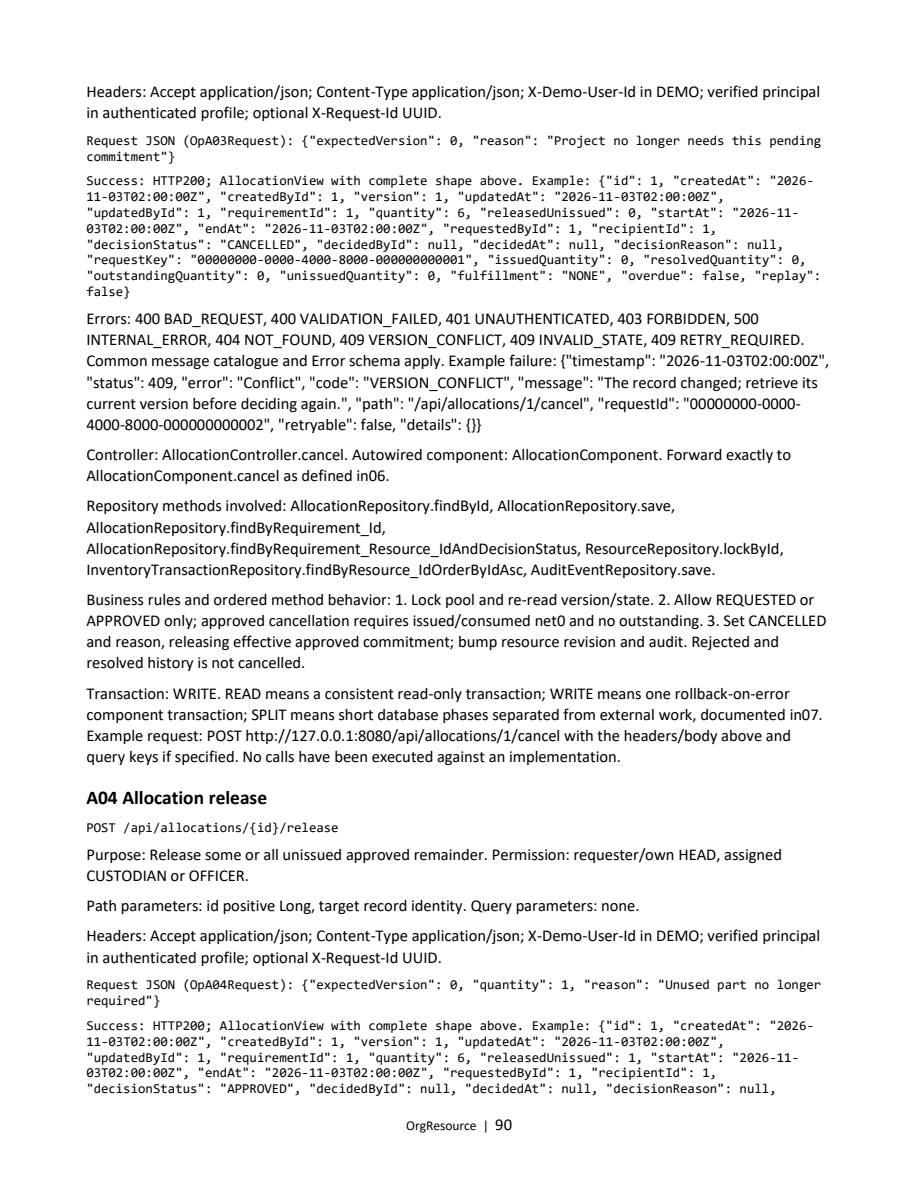 Headers: Accept application/json; Content-Type application/json; X-Demo-User-Id in DEMO; verified principal
in authenticated profile; optional X-Request-Id UUID.
Request JSON (OpA03Request): {"expectedVersion": 0, "reason": "Project no longer needs this pending
commitment"}
Success: HTTP200; AllocationView with complete shape above. Example: {"id": 1, "createdAt": "2026-
11-03T02:00:00Z", "createdById": 1, "version": 1, "updatedAt": "2026-11-03T02:00:00Z",
"updatedById": 1, "requirementId": 1, "quantity": 6, "releasedUnissued": 0, "startAt": "2026-11-
03T02:00:00Z", "endAt": "2026-11-03T02:00:00Z", "requestedById": 1, "recipientId": 1,
"decisionStatus": "CANCELLED", "decidedById": null, "decidedAt": null, "decisionReason": null,
"requestKey": "00000000-0000-4000-8000-000000000001", "issuedQuantity": 0, "resolvedQuantity": 0,
"outstandingQuantity": 0, "unissuedQuantity": 0, "fulfillment": "NONE", "overdue": false, "replay":
false}
Errors: 400 BAD_REQUEST, 400 VALIDATION_FAILED, 401 UNAUTHENTICATED, 403 FORBIDDEN, 500
INTERNAL_ERROR, 404 NOT_FOUND, 409 VERSION_CONFLICT, 409 INVALID_STATE, 409 RETRY_REQUIRED.
Common message catalogue and Error schema apply. Example failure: {"timestamp": "2026-11-03T02:00:00Z",
"status": 409, "error": "Conflict", "code": "VERSION_CONFLICT", "message": "The record changed; retrieve its
current version before deciding again.", "path": "/api/allocations/1/cancel", "requestId": "00000000-0000-
4000-8000-000000000002", "retryable": false, "details": {}}
Controller: AllocationController.cancel. Autowired component: AllocationComponent. Forward exactly to
AllocationComponent.cancel as defined in06.
Repository methods involved: AllocationRepository.findById, AllocationRepository.save,
AllocationRepository.findByRequirement_Id,
AllocationRepository.findByRequirement_Resource_IdAndDecisionStatus, ResourceRepository.lockById,
InventoryTransactionRepository.findByResource_IdOrderByIdAsc, AuditEventRepository.save.
Business rules and ordered method behavior: 1. Lock pool and re-read version/state. 2. Allow REQUESTED or
APPROVED only; approved cancellation requires issued/consumed net0 and no outstanding. 3. Set CANCELLED
and reason, releasing effective approved commitment; bump resource revision and audit. Rejected and
resolved history is not cancelled.
Transaction: WRITE. READ means a consistent read-only transaction; WRITE means one rollback-on-error
component transaction; SPLIT means short database phases separated from external work, documented in07.
Example request: POST http://127.0.0.1:8080/api/allocations/1/cancel with the headers/body above and
query keys if specified. No calls have been executed against an implementation.
A04 Allocation release
POST /api/allocations/{id}/release
Purpose: Release some or all unissued approved remainder. Permission: requester/own HEAD, assigned
CUSTODIAN or OFFICER.
Path parameters: id positive Long, target record identity. Query parameters: none.
Headers: Accept application/json; Content-Type application/json; X-Demo-User-Id in DEMO; verified principal
in authenticated profile; optional X-Request-Id UUID.
Request JSON (OpA04Request): {"expectedVersion": 0, "quantity": 1, "reason": "Unused part no longer
required"}
Success: HTTP200; AllocationView with complete shape above. Example: {"id": 1, "createdAt": "2026-
11-03T02:00:00Z", "createdById": 1, "version": 1, "updatedAt": "2026-11-03T02:00:00Z",
"updatedById": 1, "requirementId": 1, "quantity": 6, "releasedUnissued": 1, "startAt": "2026-11-
03T02:00:00Z", "endAt": "2026-11-03T02:00:00Z", "requestedById": 1, "recipientId": 1,
"decisionStatus": "APPROVED", "decidedById": null, "decidedAt": null, "decisionReason": null,
OrgResource | 90